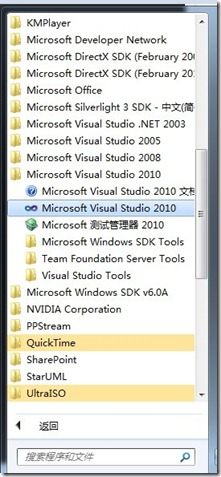 KMPlayer
Microsoft Developer Network
Microsoft DirectX SDK (February 200
Microsoft DirectX SDK (February 20
Microsoft Office
Microsoft Silverlight 3 SDK - 中文(简
Microsoft Visual Studio .NET 2003
Microsoft Visual Studio 2005
Microsoft Visual Studio 2008
Microsoft Visual Studio 2010
Microsoft Visual Studio 2010 文档
Microsoft Visual Studio 2010
Microsoft 测试管理器 2010
Microsoft Windows SDK Tools
Team Foundation Server Tools
Visual Studio Tools
Microsoft Windows SDK v6.0A
NVIDIA Corporation
PPStream
QuickTime
SharePoint
StarUML
UltraISO
返回
搜索程序和文件